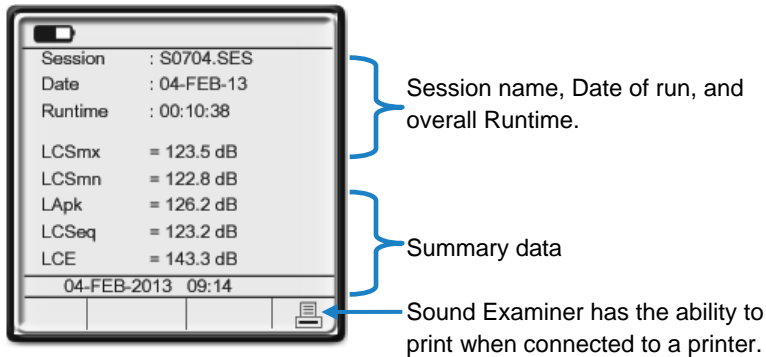 Session : S0704.SES
Date : 04-FEB-13
Runtime : 00:10:38
LCSmx = 123.5 dB
LCSmn = 122.8 dB
LApk = 126.2 dB
LCSeq = 123.2 dB
LCE = 143.3 dB
04-FEB-2013 09:14
Session name, Date of run, and
overall Runtime.
Summary data
Sound Examiner has the ability to
print when connected to a printer.